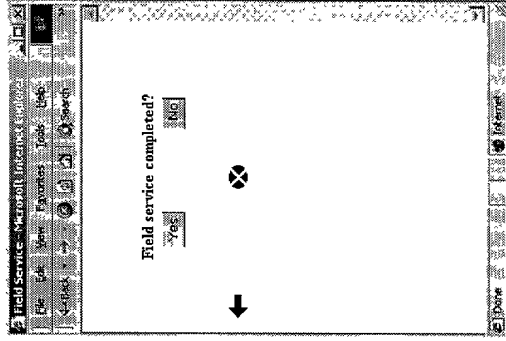 Field Service - Microsoft Internet Explorer
File Edit View Favorites Tools Help
Back Search
Field service completed?
Yes No
Done Internet